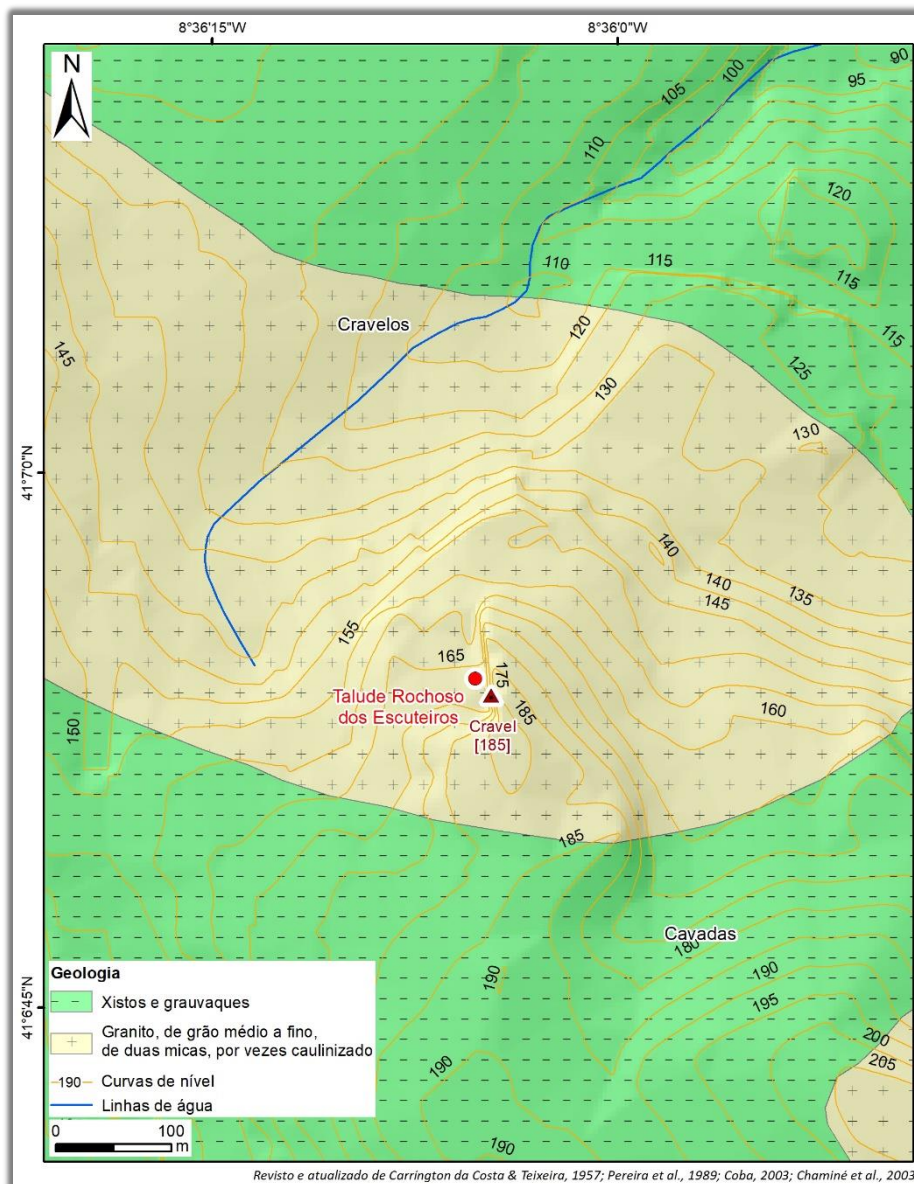 8°36'15"W
8°36'0"W
N
90
95
100
105
110
120
110
115
115
115
Cravelos
120
125
145
130
130
41°7'0"N
140
140
135
145
155
165
175
Talude Rochoso
dos Escuteiros
185
160
Cravel
[185]
150
185
Cavadas
180
190
190
195
Geologia
Xistos e grauvaques
Granito, de grão médio a fino,
de duas micas, por vezes caulinizado
190 Curvas de nível
Linhas de água
0 100
m
41°6'45"N
200
205
190
190
Revisto e atualizado de Carríngton da Costa & Teixeira, 1957; Pereira et al., 1989; Coba, 2003; Chaminé et al., 2003